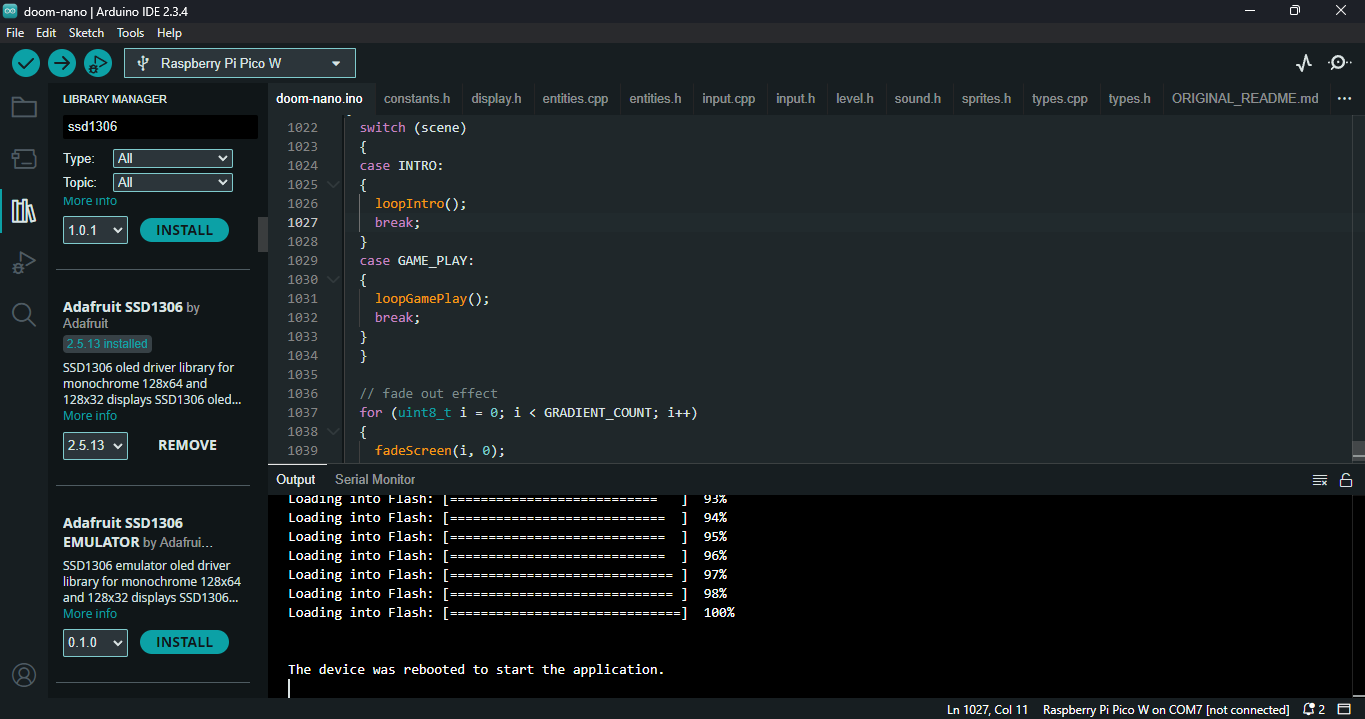 doom-nano | Arduino IDE 2.3.4
File Edit Sketch Tools Help
Raspberry Pi Pico W
LIBRARY MANAGER
ssd1306
Type: All
Topic: All
More info
1.0.1 INSTALL
Adafruit SSD1306 by
Adafruit
2.5.13 installed
SSD1306 oled driver library for
monochrome 128x64 and
128x32 displays SSD1306 oled...
More info
2.5.13 REMOVE
Adafruit SSD1306
EMULATOR by Adafrui...
SSD1306 emulator oled driver
library for monochrome 128x64
and 128x32 displays SSD1306...
More info
0.1.0 INSTALL
doom-nano.ino constants.h display.h entities.cpp entities.h input.cpp input.h level.h sound.h sprites.h types.cpp types.h ORIGINAL_README.md ...
1022 switch (scene)
1023 {
1024 case INTRO:
1025 {
1026 loopIntro();
1027 break;
1028 }
1029 case GAME_PLAY:
1030 {
1031 loopGamePlay();
1032 break;
1033 }
1034 }
1035
1036 // fade out effect
1037 for (uint8_t i = 0; i < GRADIENT_COUNT; i++)
1038 {
1039 fadeScreen(i, 0);
Output Serial Monitor
Loading into Flash: [=========================== ] 93%
Loading into Flash: [============================ ] 94%
Loading into Flash: [============================ ] 95%
Loading into Flash: [============================ ] 96%
Loading into Flash: [============================= ] 97%
Loading into Flash: [============================= ] 98%
Loading into Flash: [==============================] 100%
The device was rebooted to start the application.
Ln 1027, Col 11 Raspberry Pi Pico W on COM7 [not connected] 2